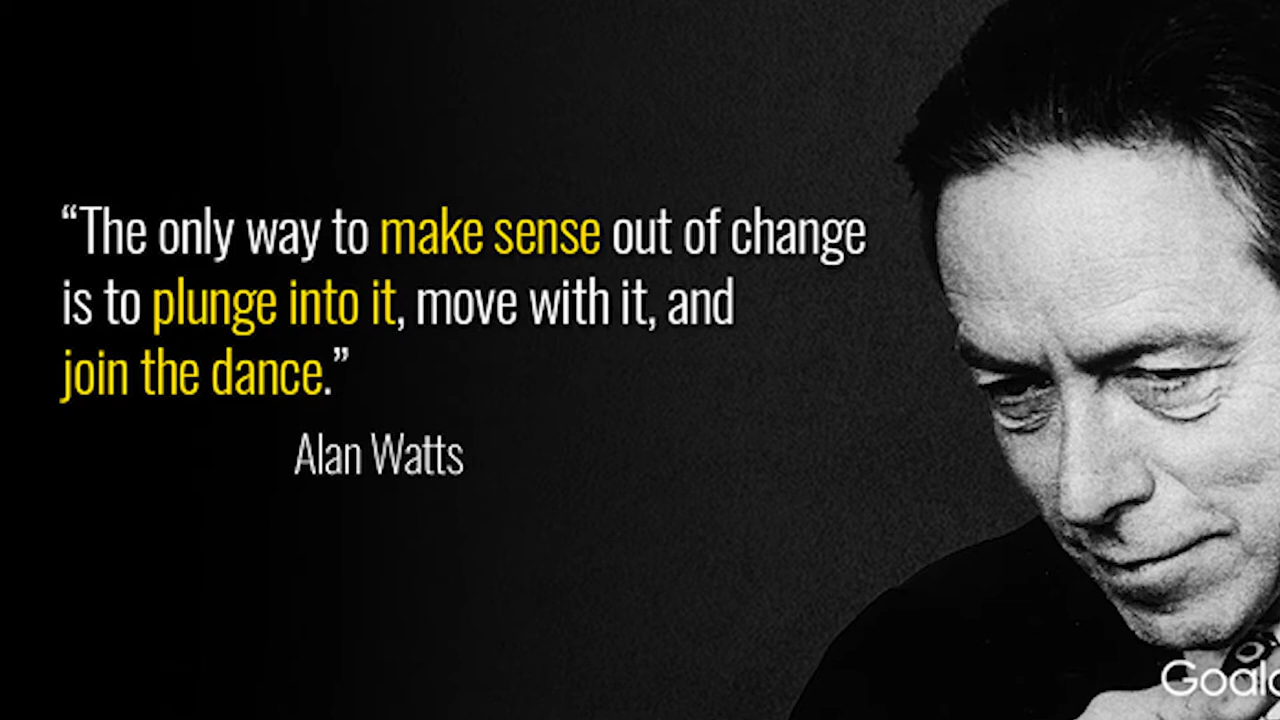 “The only way to make sense out of change
is to plunge into it, move with it, and
join the dance.”
Alan Watts